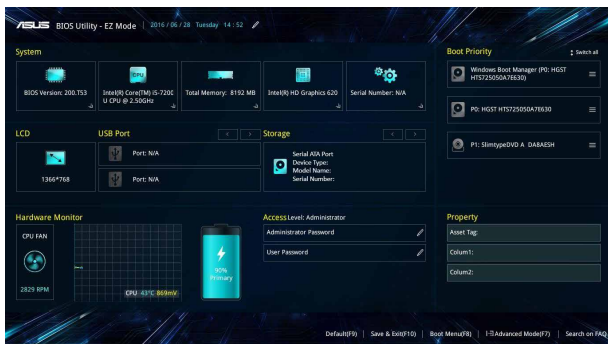 ASUS BIOS Utility - EZ Mode 2016 / 06 / 28 Tuesday 14 : 52
System
BIOS Version: 200.T53
CPU
Intel(R) Core(TM) i5-7200
U CPU @ 2.50GHz
Total Memory: 8192 MB
Intel(R) HD Graphics 620
Serial Number: N/A
Boot Priority
Switch all
Windows Boot Manager (P0: HGST
HTS725050A7E630)
P0: HGST HTS725050A7E630
P1: SlimtypeDVD A DA8AESH
LCD
1366*768
USB Port
Port: N/A
Port: N/A
Storage
Serial ATA Port
Device Type:
Model Name:
Serial Number:
Hardware Monitor
CPU FAN
2829 RPM
CPU 43°C 869mV
90%
Primary
Access Level: Administrator
Administrator Password
User Password
Property
Asset Tag:
Colum1:
Colum2:
Default(F9) | Save & Exit(F10) | Boot Menu(F8) | Advanced Mode(F7) | Search on FAQ